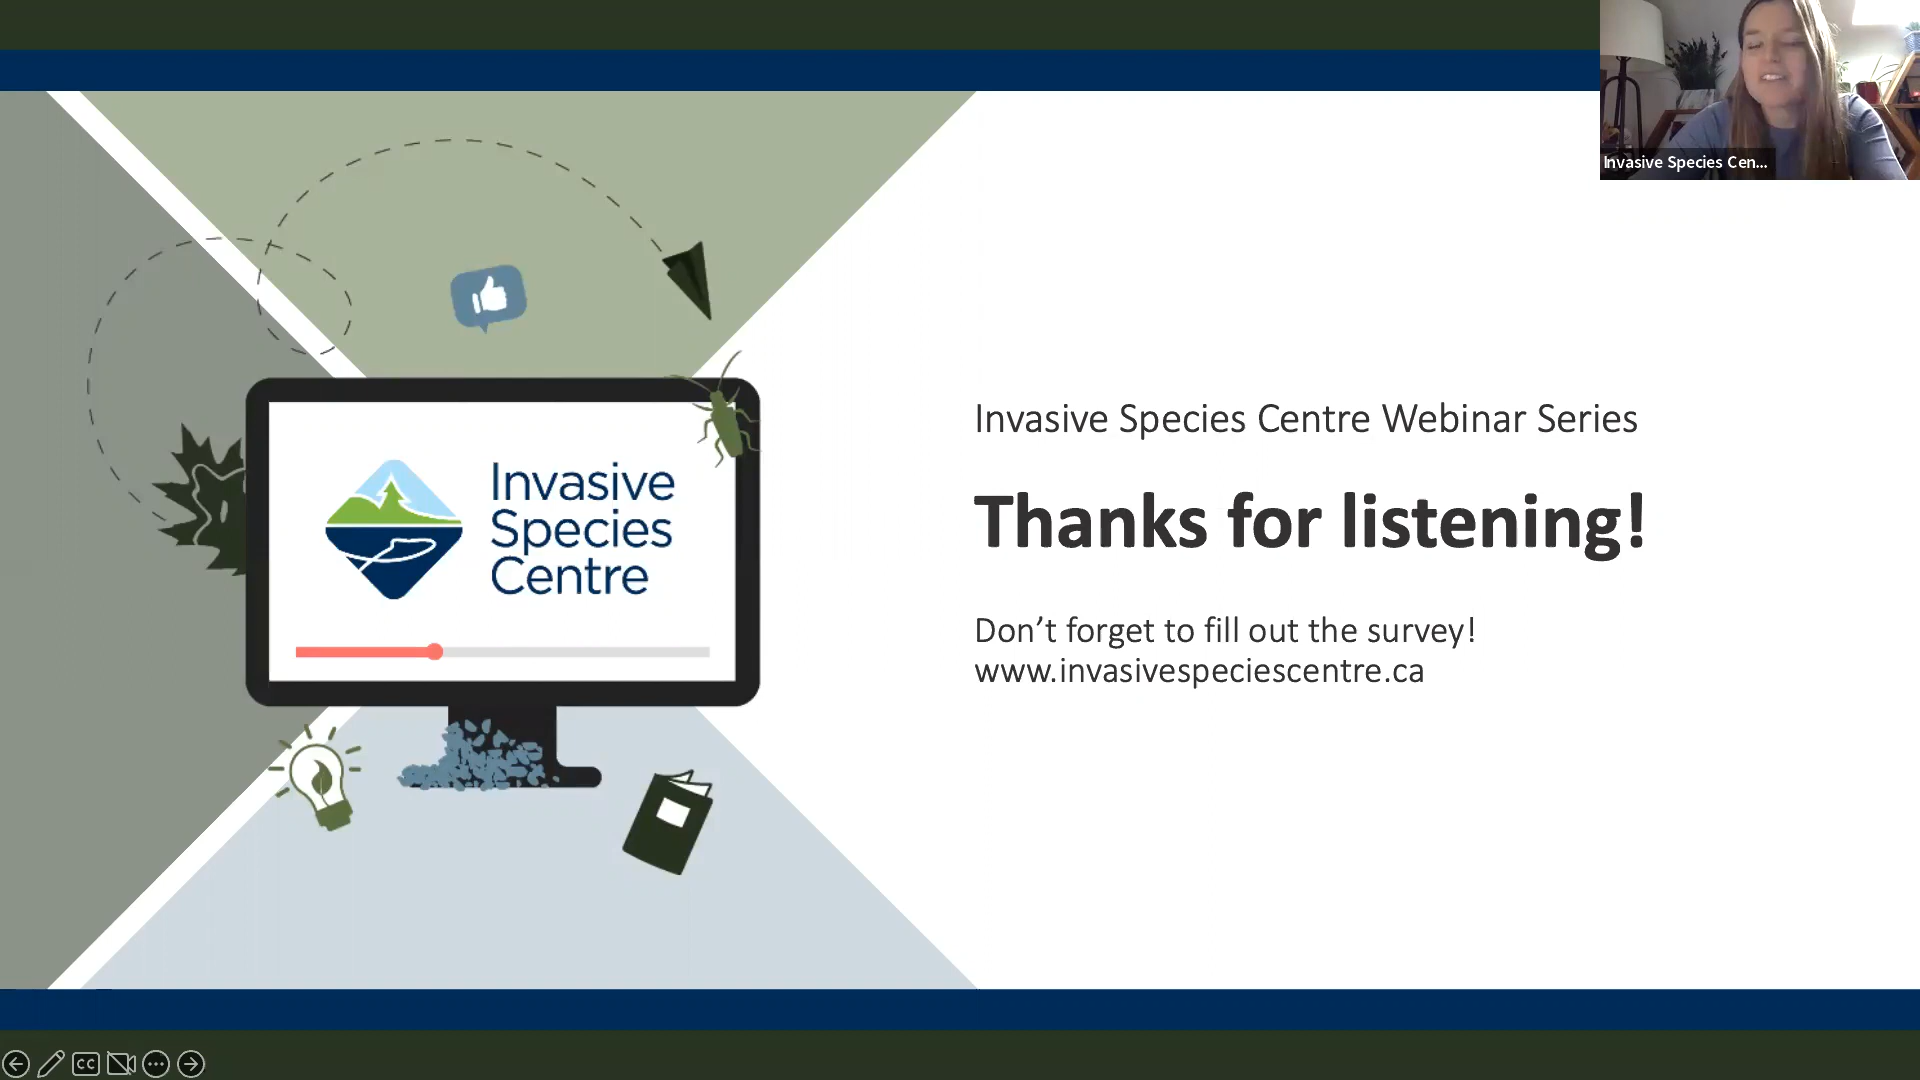 Invasive Species Cen...
Invasive Species Centre Webinar Series
Thanks for listening!
Don't forget to fill out the survey!
www.invasivespeciescentre.ca
Invasive
Species
Centre
CC